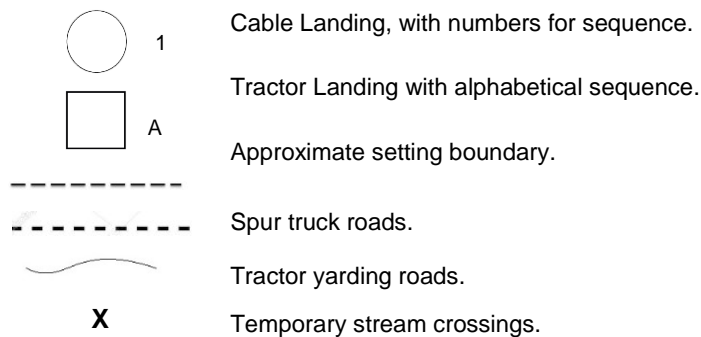 1 Cable Landing, with numbers for sequence.
Tractor Landing with alphabetical sequence.
A
Approximate setting boundary.
Spur truck roads.
Tractor yarding roads.
X Temporary stream crossings.